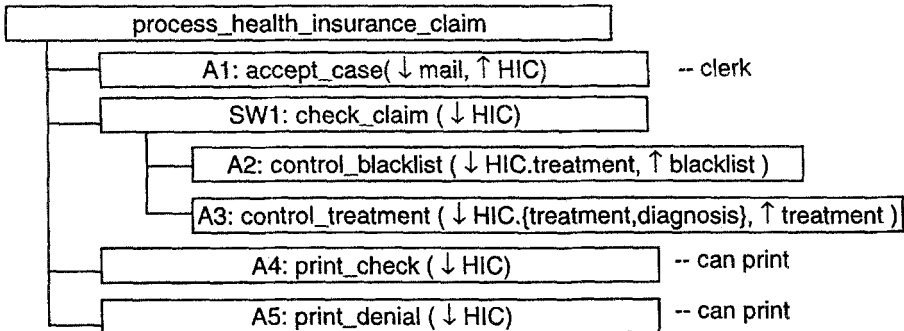 process_health_insurance_claim
A1: accept_case( ↓ mail, ↑ HIC) -- clerk
SW1: check_claim ( ↓ HIC)
A2: control_blacklist ( ↓ HIC.treatment, ↑ blacklist )
A3: control_treatment ( ↓ HIC.{treatment,diagnosis}, ↑ treatment )
A4: print_check ( ↓ HIC) -- can print
A5: print_denial ( ↓ HIC) -- can print